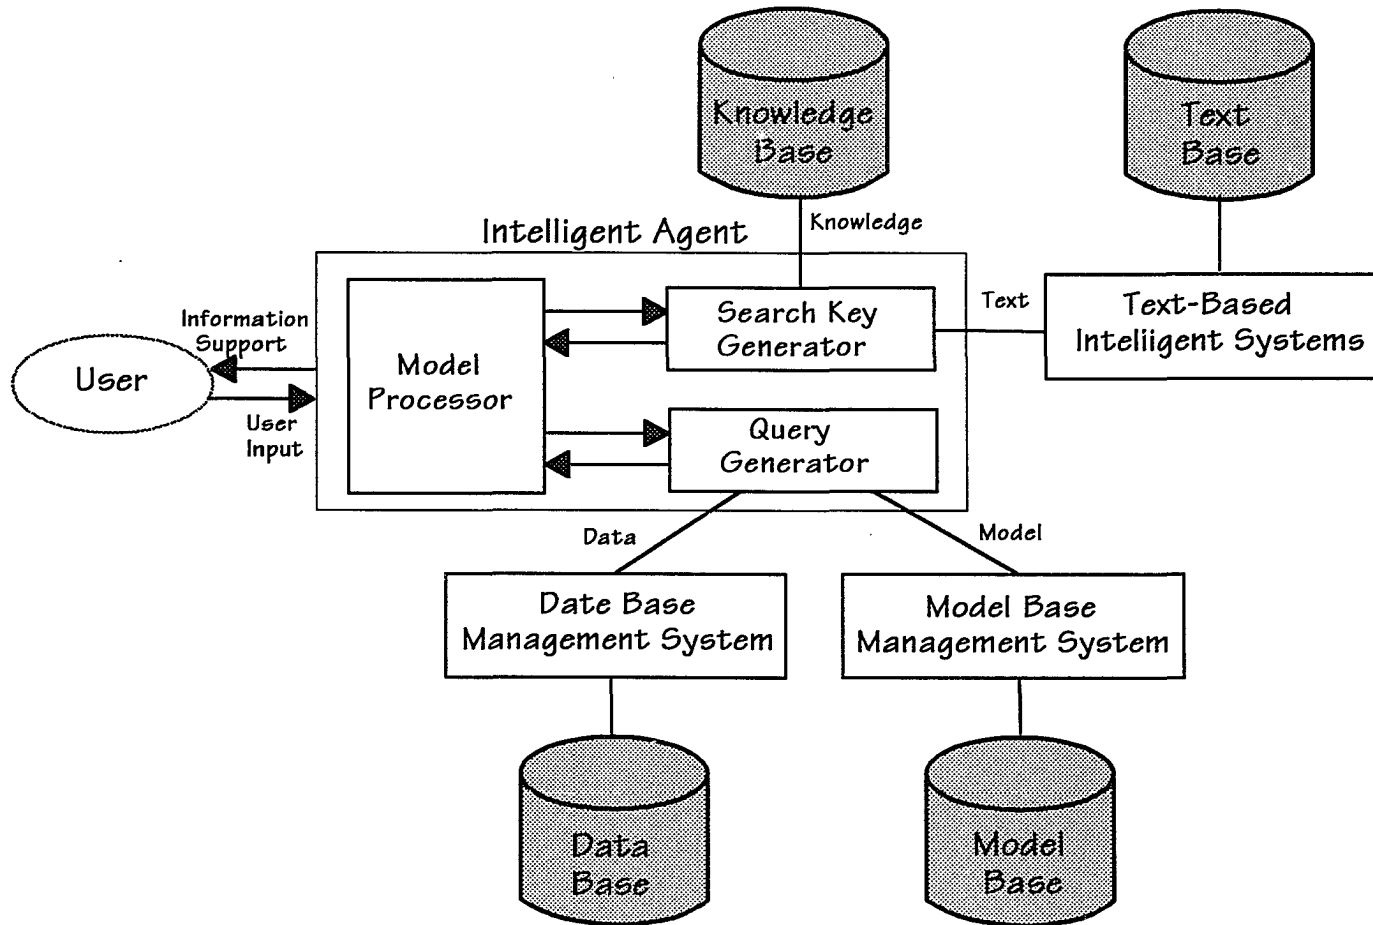 Knowledge
Base
Text
Base
Knowledge
Intelligent Agent
Search Key
Generator
Text
Text-Based
Inteliigent Systems
Information
Support
User
Model
Processor
User
Input
Query
Generator
Data
Model
Date Base
Management System
Model Base
Management System
Data
Base
Model
Base